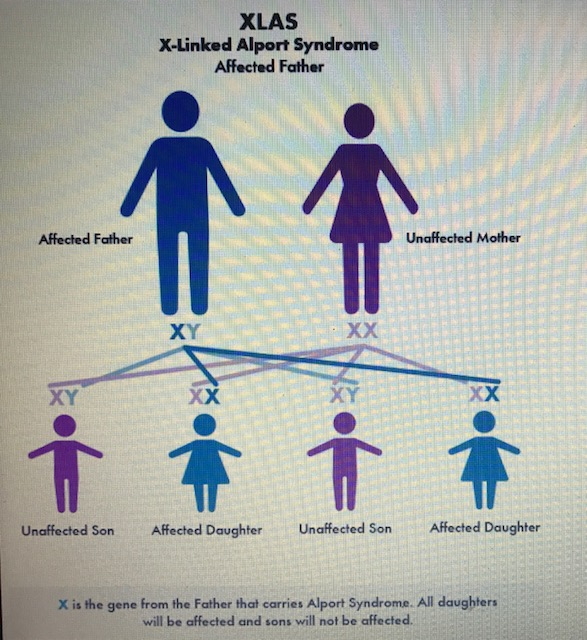 XLAS
X-Linked Alport Syndrome
Affected Father
Affected Father
Unaffected Mother
XY
XX
XY
XX
XY
XX
Unaffected Son
Affected Daughter
Unaffected Son
Affected Daughter
X is the gene from the Father that carries Alport Syndrome. All daughters
will be affected and sons will not be affected.